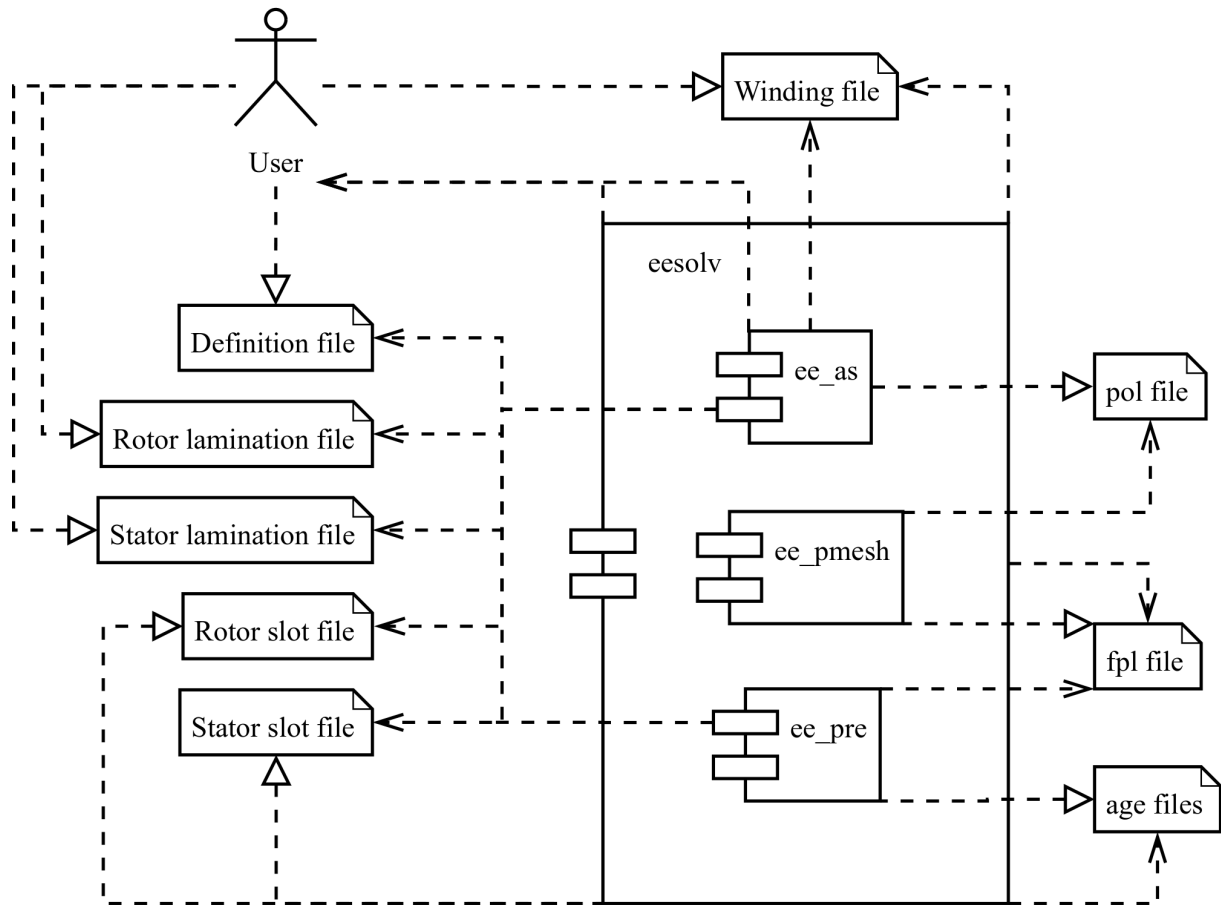 Winding file
User
eesolv
Definition file
ee_as
pol file
Rotor lamination file
Stator lamination file
ee_pmesh
Rotor slot file
fpl file
Stator slot file
ee_pre
age files